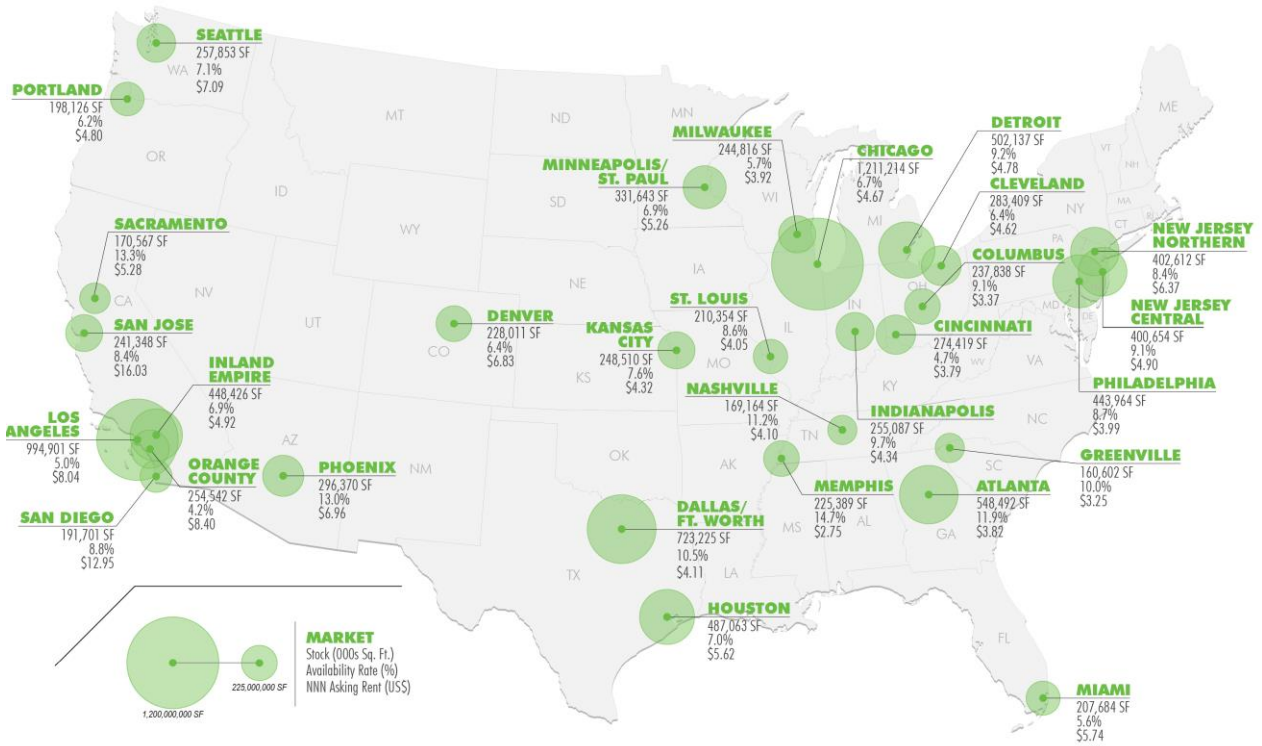 SEATTLE
257,853 SF
7.1%
$7.09
WA
PORTLAND
198,126 SF
6.2%
$4.80
OR
MT
ID
WY
ND
SD
NE
MN
MINNEAPOLIS/
ST. PAUL
331,643 SF
6.9%
$5.26
MILWAUKEE
244,816 SF
5.7%
$3.92
WI
CHICAGO
1,211,214 SF
6.7%
$4.67
MI
DETROIT
502,137 SF
9.2%
$4.78
CLEVELAND
283,409 SF
6.4%
$4.62
ME
VT
NH
MA
CT
RI
NY
PA
NEW JERSEY
NORTHERN
402,612 SF
8.4%
$6.37
NEW JERSEY
CENTRAL
400,654 SF
9.1%
$4.90
MD
DE
PHILADELPHIA
443,964 SF
8.7%
$3.99
COLUMBUS
237,838 SF
9.1%
$3.37
OH
CINCINNATI
274,419 SF
4.7%
$3.79
WV
VA
KY
NC
SACRAMENTO
170,567 SF
13.3%
$5.28
CA
NV
UT
SAN JOSE
241,348 SF
8.4%
$16.03
INLAND
EMPIRE
448,426 SF
6.9%
$4.92
LOS
ANGELES
994,901 SF
5.0%
$8.04
ORANGE
COUNTY
254,542 SF
4.2%
$8.40
SAN DIEGO
191,701 SF
8.8%
$12.95
AZ
PHOENIX
296,370 SF
13.0%
$6.96
NM
DENVER
228,011 SF
6.4%
$6.83
CO
KS
IA
KANSAS
CITY
248,510 SF
7.6%
$4.32
MO
ST. LOUIS
210,354 SF
8.6%
$4.05
IL
IN
NASHVILLE
169,164 SF
11.2%
$4.10
TN
INDIANAPOLIS
255,087 SF
9.7%
$4.34
GREENVILLE
160,602 SF
10.0%
$3.25
SC
OK
AK
MEMPHIS
225,389 SF
14.7%
$2.75
MS
AL
ATLANTA
548,492 SF
11.9%
$3.82
GA
TX
DALLAS/
FT. WORTH
723,225 SF
10.5%
$4.11
LA
HOUSTON
487,063 SF
7.0%
$5.62
FL
MIAMI
207,684 SF
5.6%
$5.74
MARKET
Stock (000s Sq. Ft.)
Availability Rate (%)
NNN Asking Rent (US$)
225,000,000 SF
1,200,000,000 SF